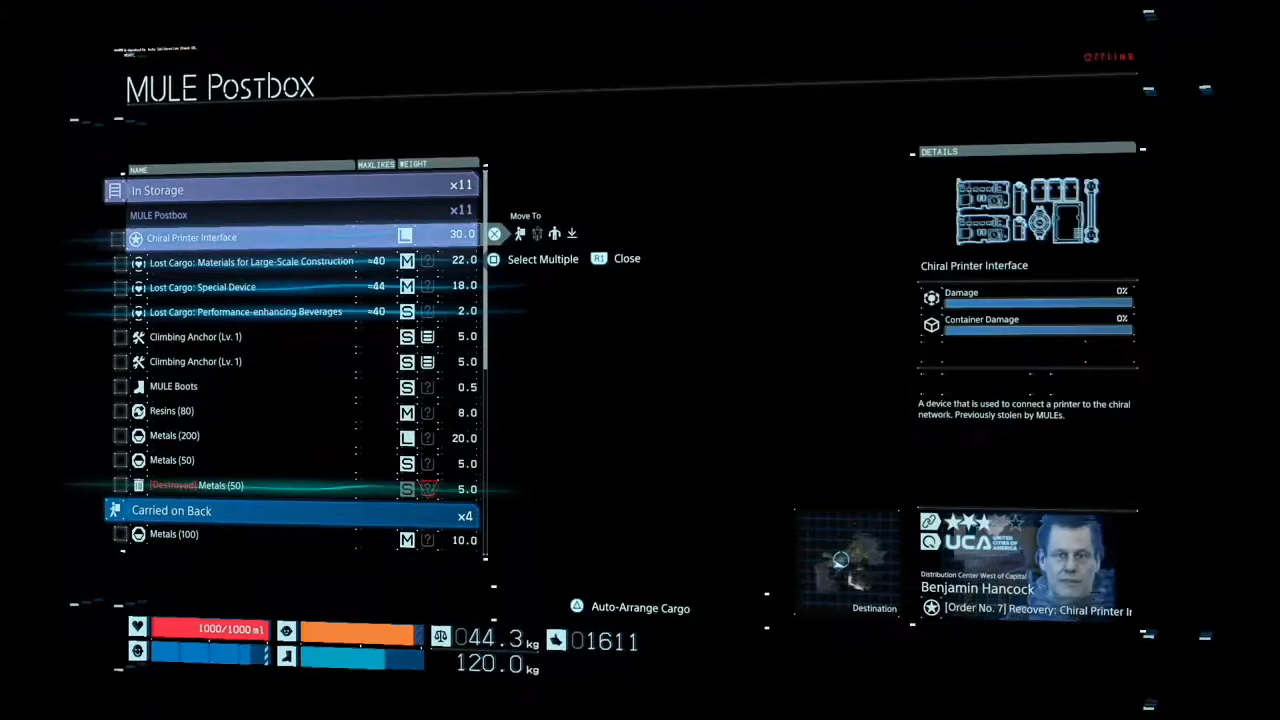 OFFLINE
MULE Postbox
NAME MAXLIKES WEIGHT
In Storage x11
MULE Postbox x11
Chiral Printer Interface L 30.0
Lost Cargo: Materials for Large-Scale Construction ≈40 M 22.0
Lost Cargo: Special Device ≈44 M 18.0
Lost Cargo: Performance-enhancing Beverages ≈40 S 2.0
Climbing Anchor (Lv. 1) S 5.0
Climbing Anchor (Lv. 1) S 5.0
MULE Boots S 0.5
Resins (80) M 8.0
Metals (200) L 20.0
Metals (50) S 5.0
[Destroyed] Metals (50) S 5.0
Carried on Back x4
Metals (100) M 10.0
Move To
Select Multiple R1 Close
DETAILS
Chiral Printer Interface
Damage 0%
Container Damage 0%
A device that is used to connect a printer to the chiral
network. Previously stolen by MULEs.
Destination
UCA UNITED CITIES OF AMERICA
Distribution Center West of Capital
Benjamin Hancock
[Order No. 7] Recovery: Chiral Printer Ir
Auto-Arrange Cargo
1000/1000 ml
044.3 kg
120.0 kg
01611